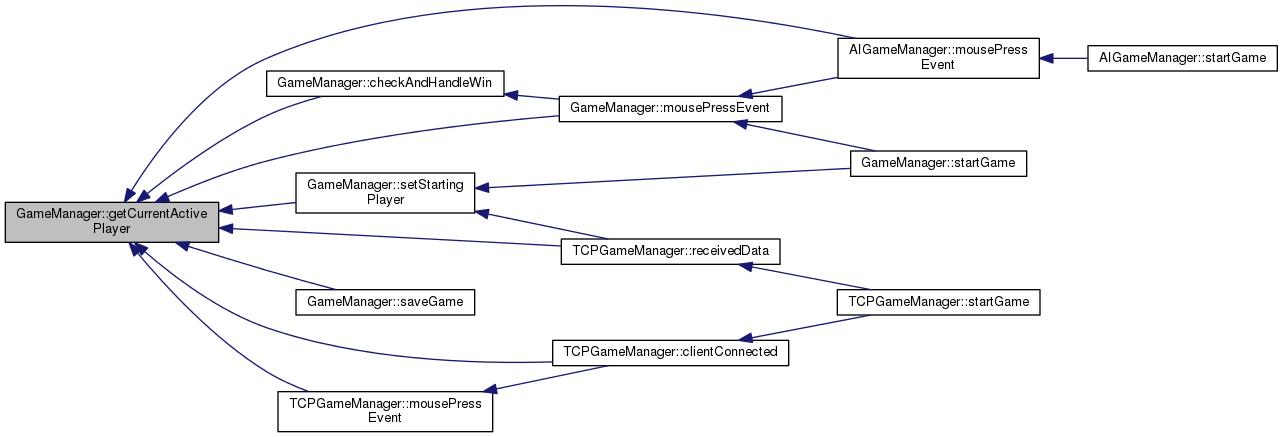 AIGameManager::mousePress
Event
AIGameManager::startGame
GameManager::checkAndHandleWin
GameManager::mousePressEvent
GameManager::startGame
GameManager::setStarting
Player
GameManager::getCurrentActive
Player
TCPGameManager::receivedData
GameManager::saveGame
TCPGameManager::startGame
TCPGameManager::clientConnected
TCPGameManager::mousePress
Event